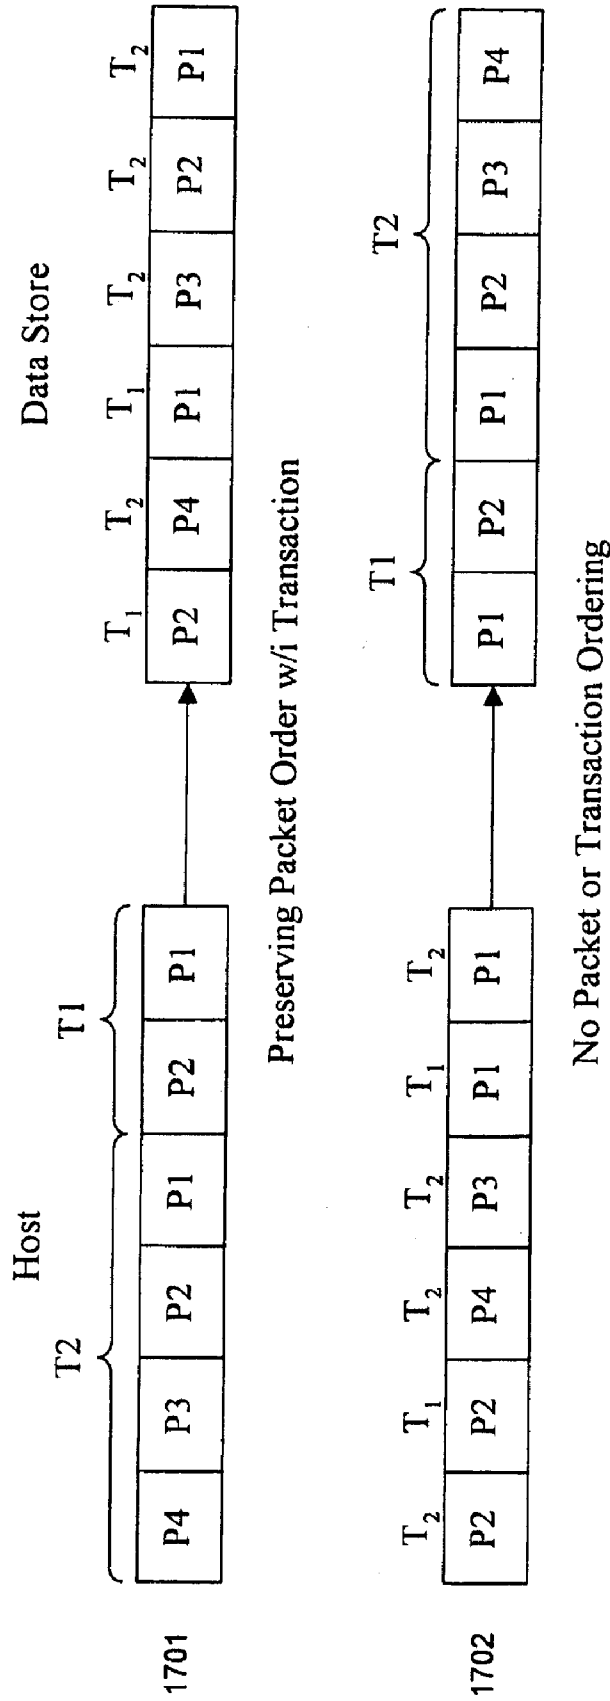 Host
Data Store
T2
T1
T1 T2 T1 T2 T2 T2
1701
P4 P3 P2 P1 P2 P1
P2 P4 P1 P3 P2 P1
Preserving Packet Order w/i Transaction
T2 T1 T2 T2 T1 T2
T1
T2
1702
P2 P2 P4 P3 P1 P1
P1 P2 P1 P2 P3 P4
No Packet or Transaction Ordering